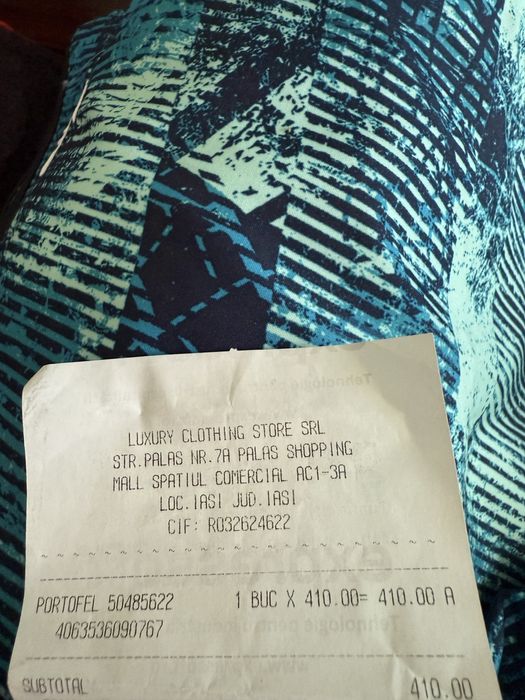 LUXURY CLOTHING STORE SRL
STR.PALAS NR.7A PALAS SHOPPING
MALL SPATIUL COMERCIAL AC1-3A
LOC.IASI JUD.IASI
CIF: RO32624622
PORTOFEL 50485622 1 BUC X 410.00= 410.00 A
4063536090767
SUBTOTAL 410.00